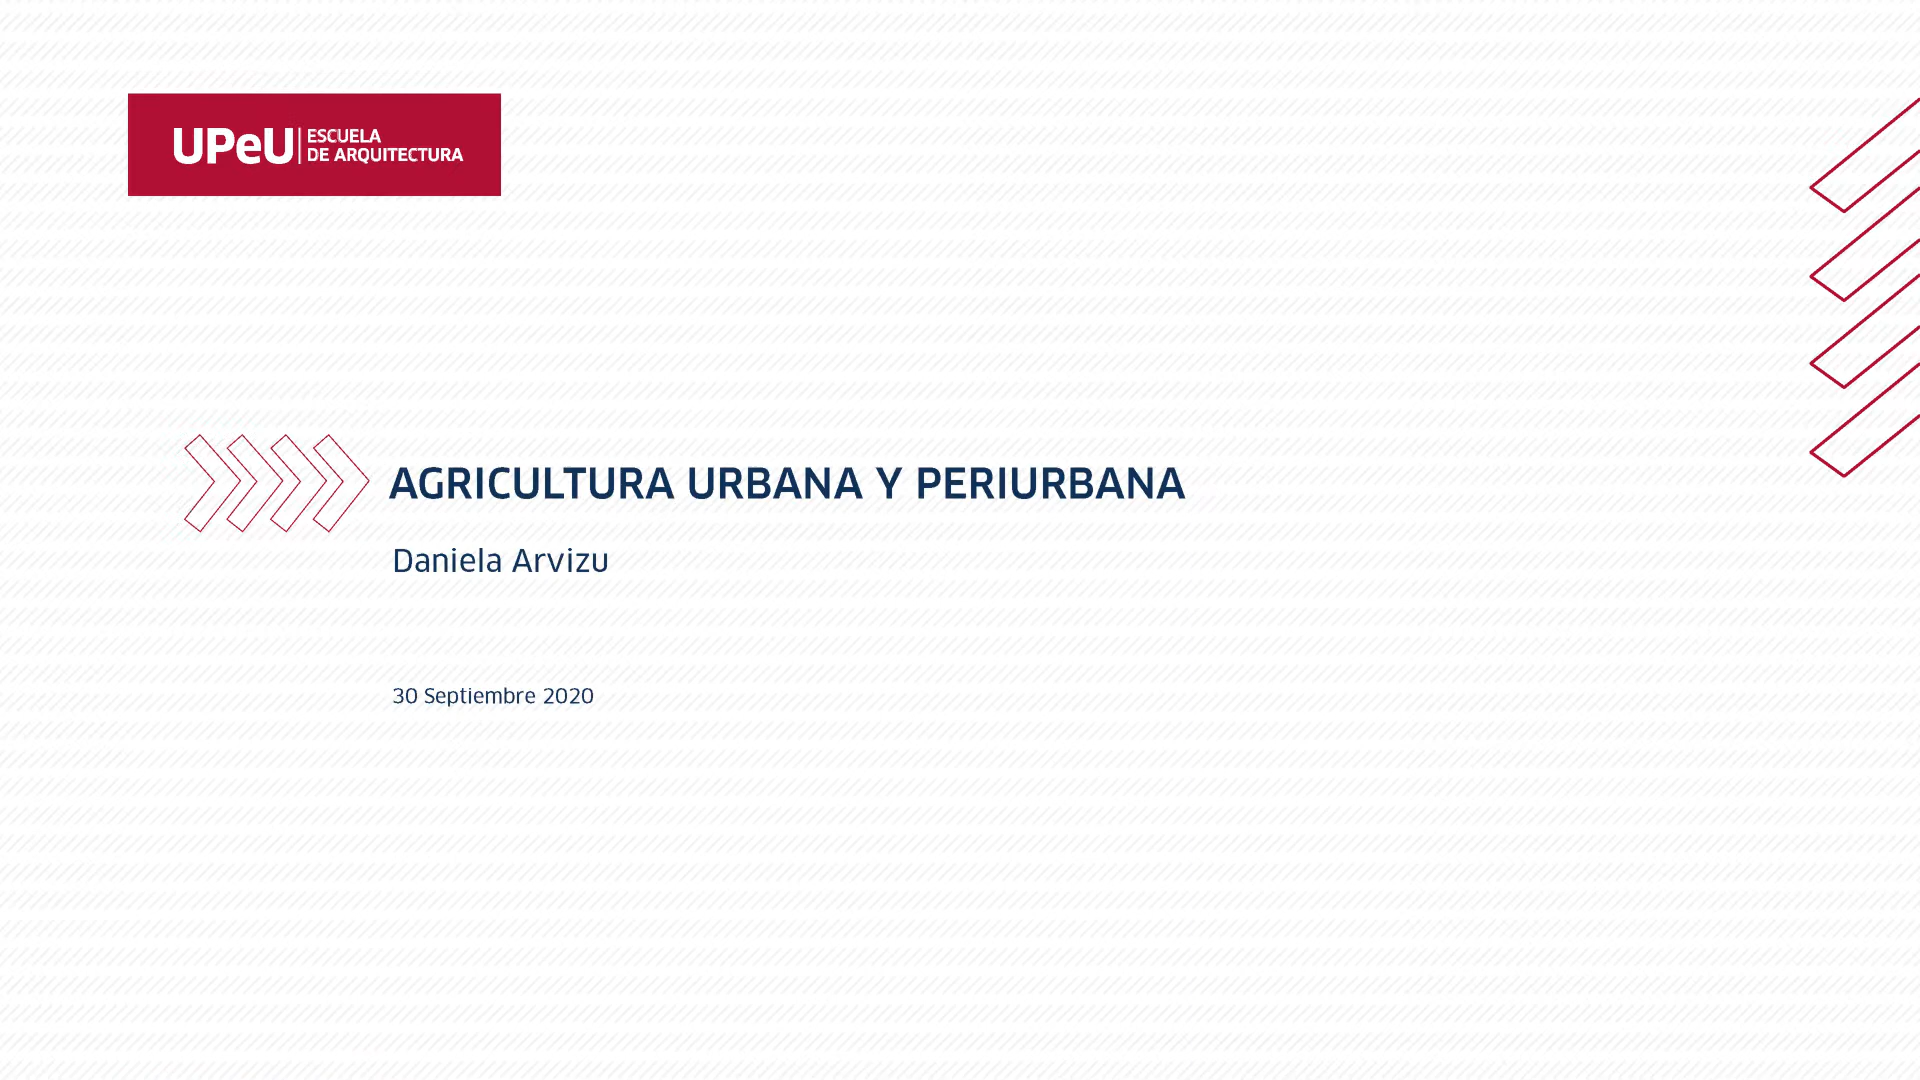 UPeU ESCUELA
DE ARQUITECTURA
AGRICULTURA URBANA Y PERIURBANA
Daniela Arvizu
30 Septiembre 2020